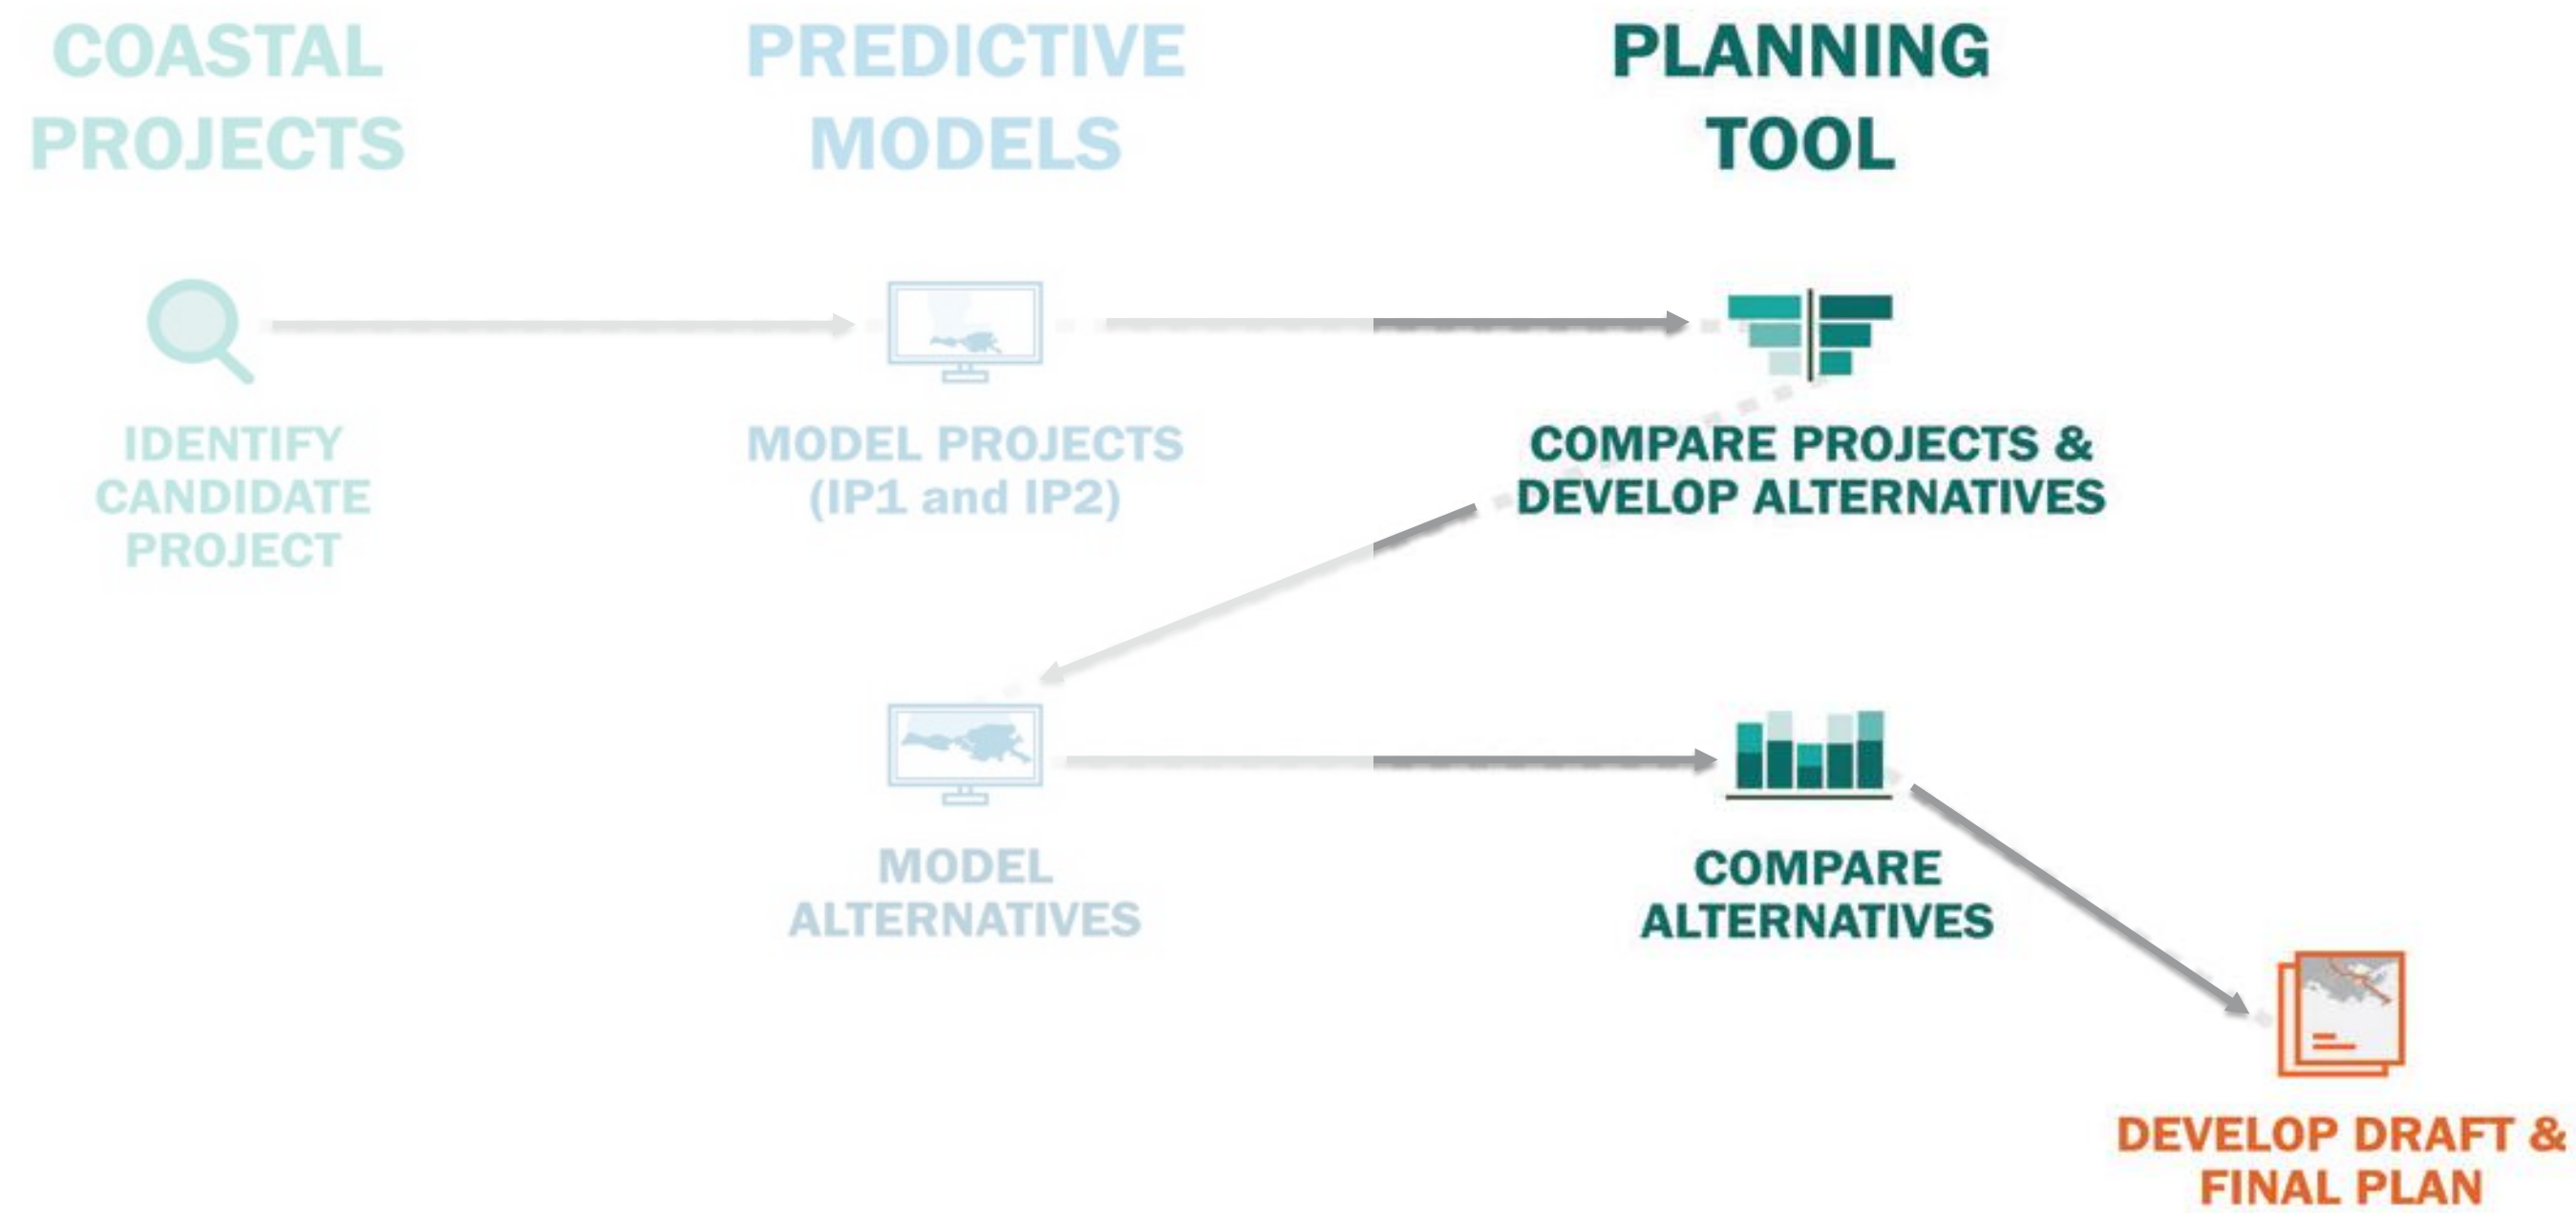 COASTAL
PROJECTS
PREDICTIVE
MODELS
PLANNING
TOOL
IDENTIFY
CANDIDATE
PROJECT
MODEL PROJECTS
(IP1 and IP2)
COMPARE PROJECTS &
DEVELOP ALTERNATIVES
MODEL
ALTERNATIVES
COMPARE
ALTERNATIVES
DEVELOP DRAFT &
FINAL PLAN